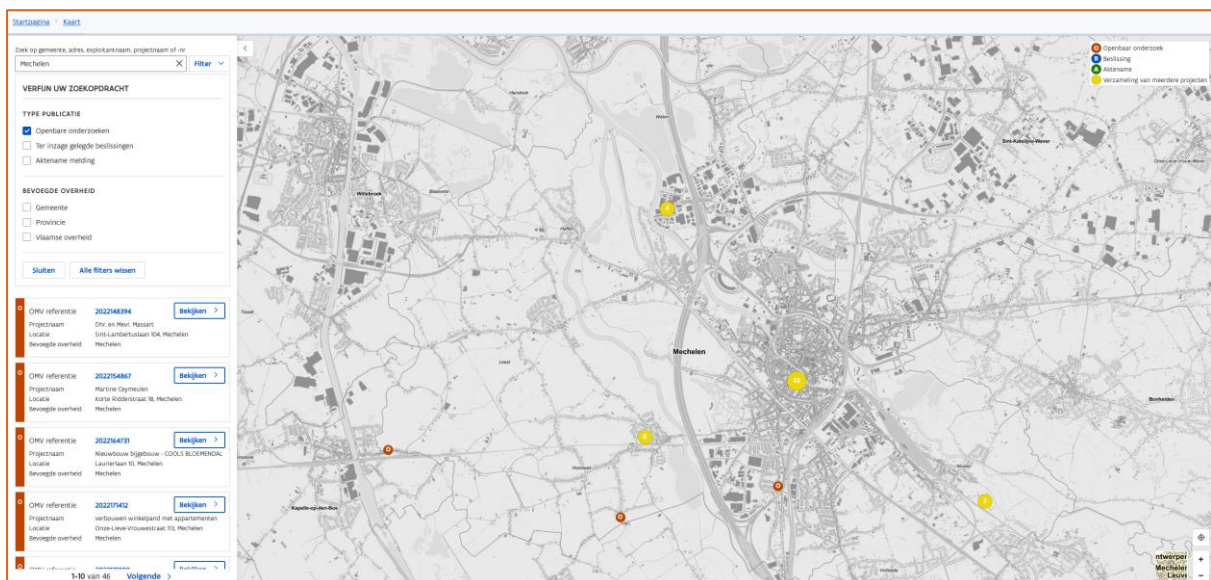 Startpagina
Kaart
Zoek op gemeente, adres, exploitantnaam, projectnaam of -nr
Mechelen
Filter
VERFIJN UW ZOEKOPDRACHT
TYPE PUBLICATIE
Openbare onderzoeken
Ter inzage gelegde beslissingen
Aktename melding
BEVOEGDE OVERHEID
Gemeente
Provincie
Vlaamse overheid
Sluiten
Alle filters wissen
O
OMV referentie 2022148394 Bekijken
Projectnaam Dhr. en Mevr. Massart
Locatie Sint-Lambertuslaan 104, Mechelen
Bevoegde overheid Mechelen
O
OMV referentie 2022154867 Bekijken
Projectnaam Martine Ceymeulen
Locatie Korte Ridderstraat 18, Mechelen
Bevoegde overheid Mechelen
O
OMV referentie 2022164731 Bekijken
Projectnaam Nieuwbouw bijgebouw - COOLS BLOEMENDAL
Locatie Laurierlaan 10, Mechelen
Bevoegde overheid Mechelen
O
OMV referentie 2022171412 Bekijken
Projectnaam verbouwen winkelpand met appartementen
Locatie Onze-Lieve-Vrouwestraat 113, Mechelen
Bevoegde overheid Mechelen
1-10 van 46 Volgende
O Openbaar onderzoek
B Beslissing
A Aktename
Verzameling van meerdere projecten
Sint-Katelijne-Waver
Willebroek
Mechelen
Leest
Bonheiden
Hombeek
Muizen
Kapelle-op-den-Bos
O
O
O
ntwerpen
Mechelen
Leuve
+
−